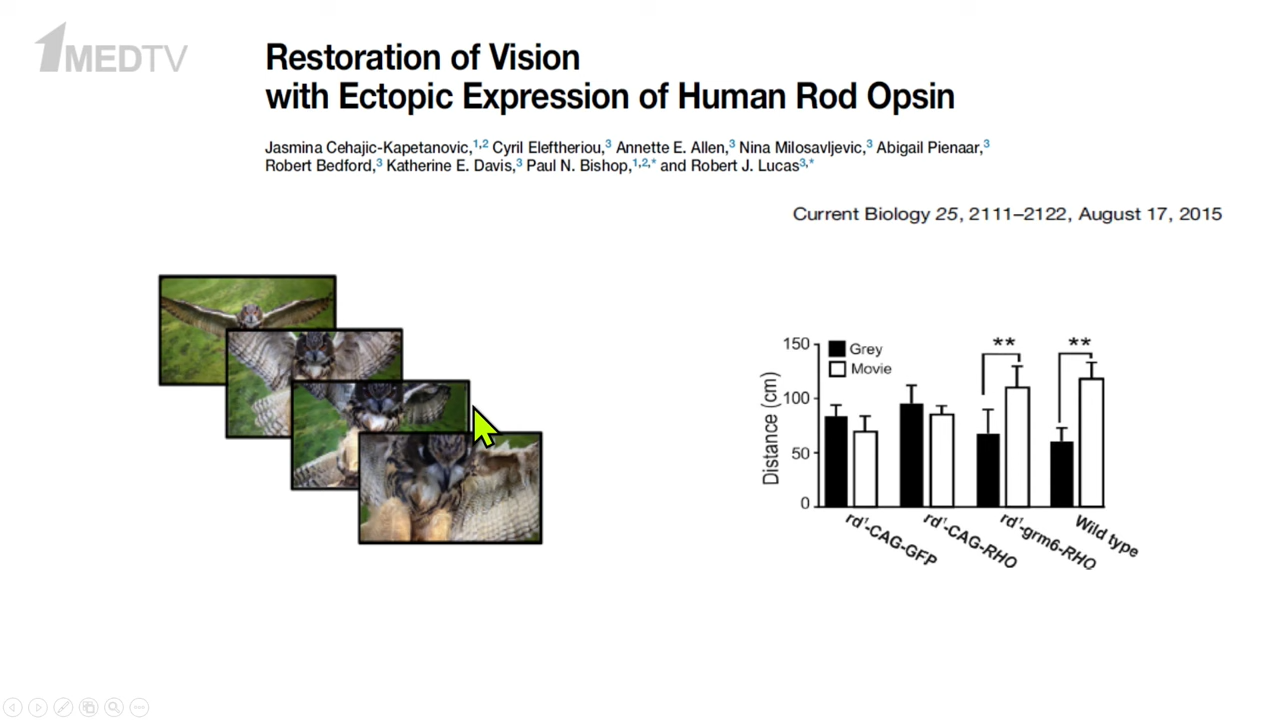 1MEDTV
Restoration of Vision
with Ectopic Expression of Human Rod Opsin
Jasmina Cehajic-Kapetanovic,1,2 Cyril Eleftheriou,3 Annette E. Allen,3 Nina Milosavljevic,3 Abigail Pienaar,3
Robert Bedford,3 Katherine E. Davis,3 Paul N. Bishop,1,2,* and Robert J. Lucas3,*
Current Biology 25, 2111–2122, August 17, 2015
Distance (cm)
150
100
50
0
Grey
Movie
**
**
rd1-CAG-GFP
rd1-CAG-RHO
rd1-grm6-RHO
Wild type